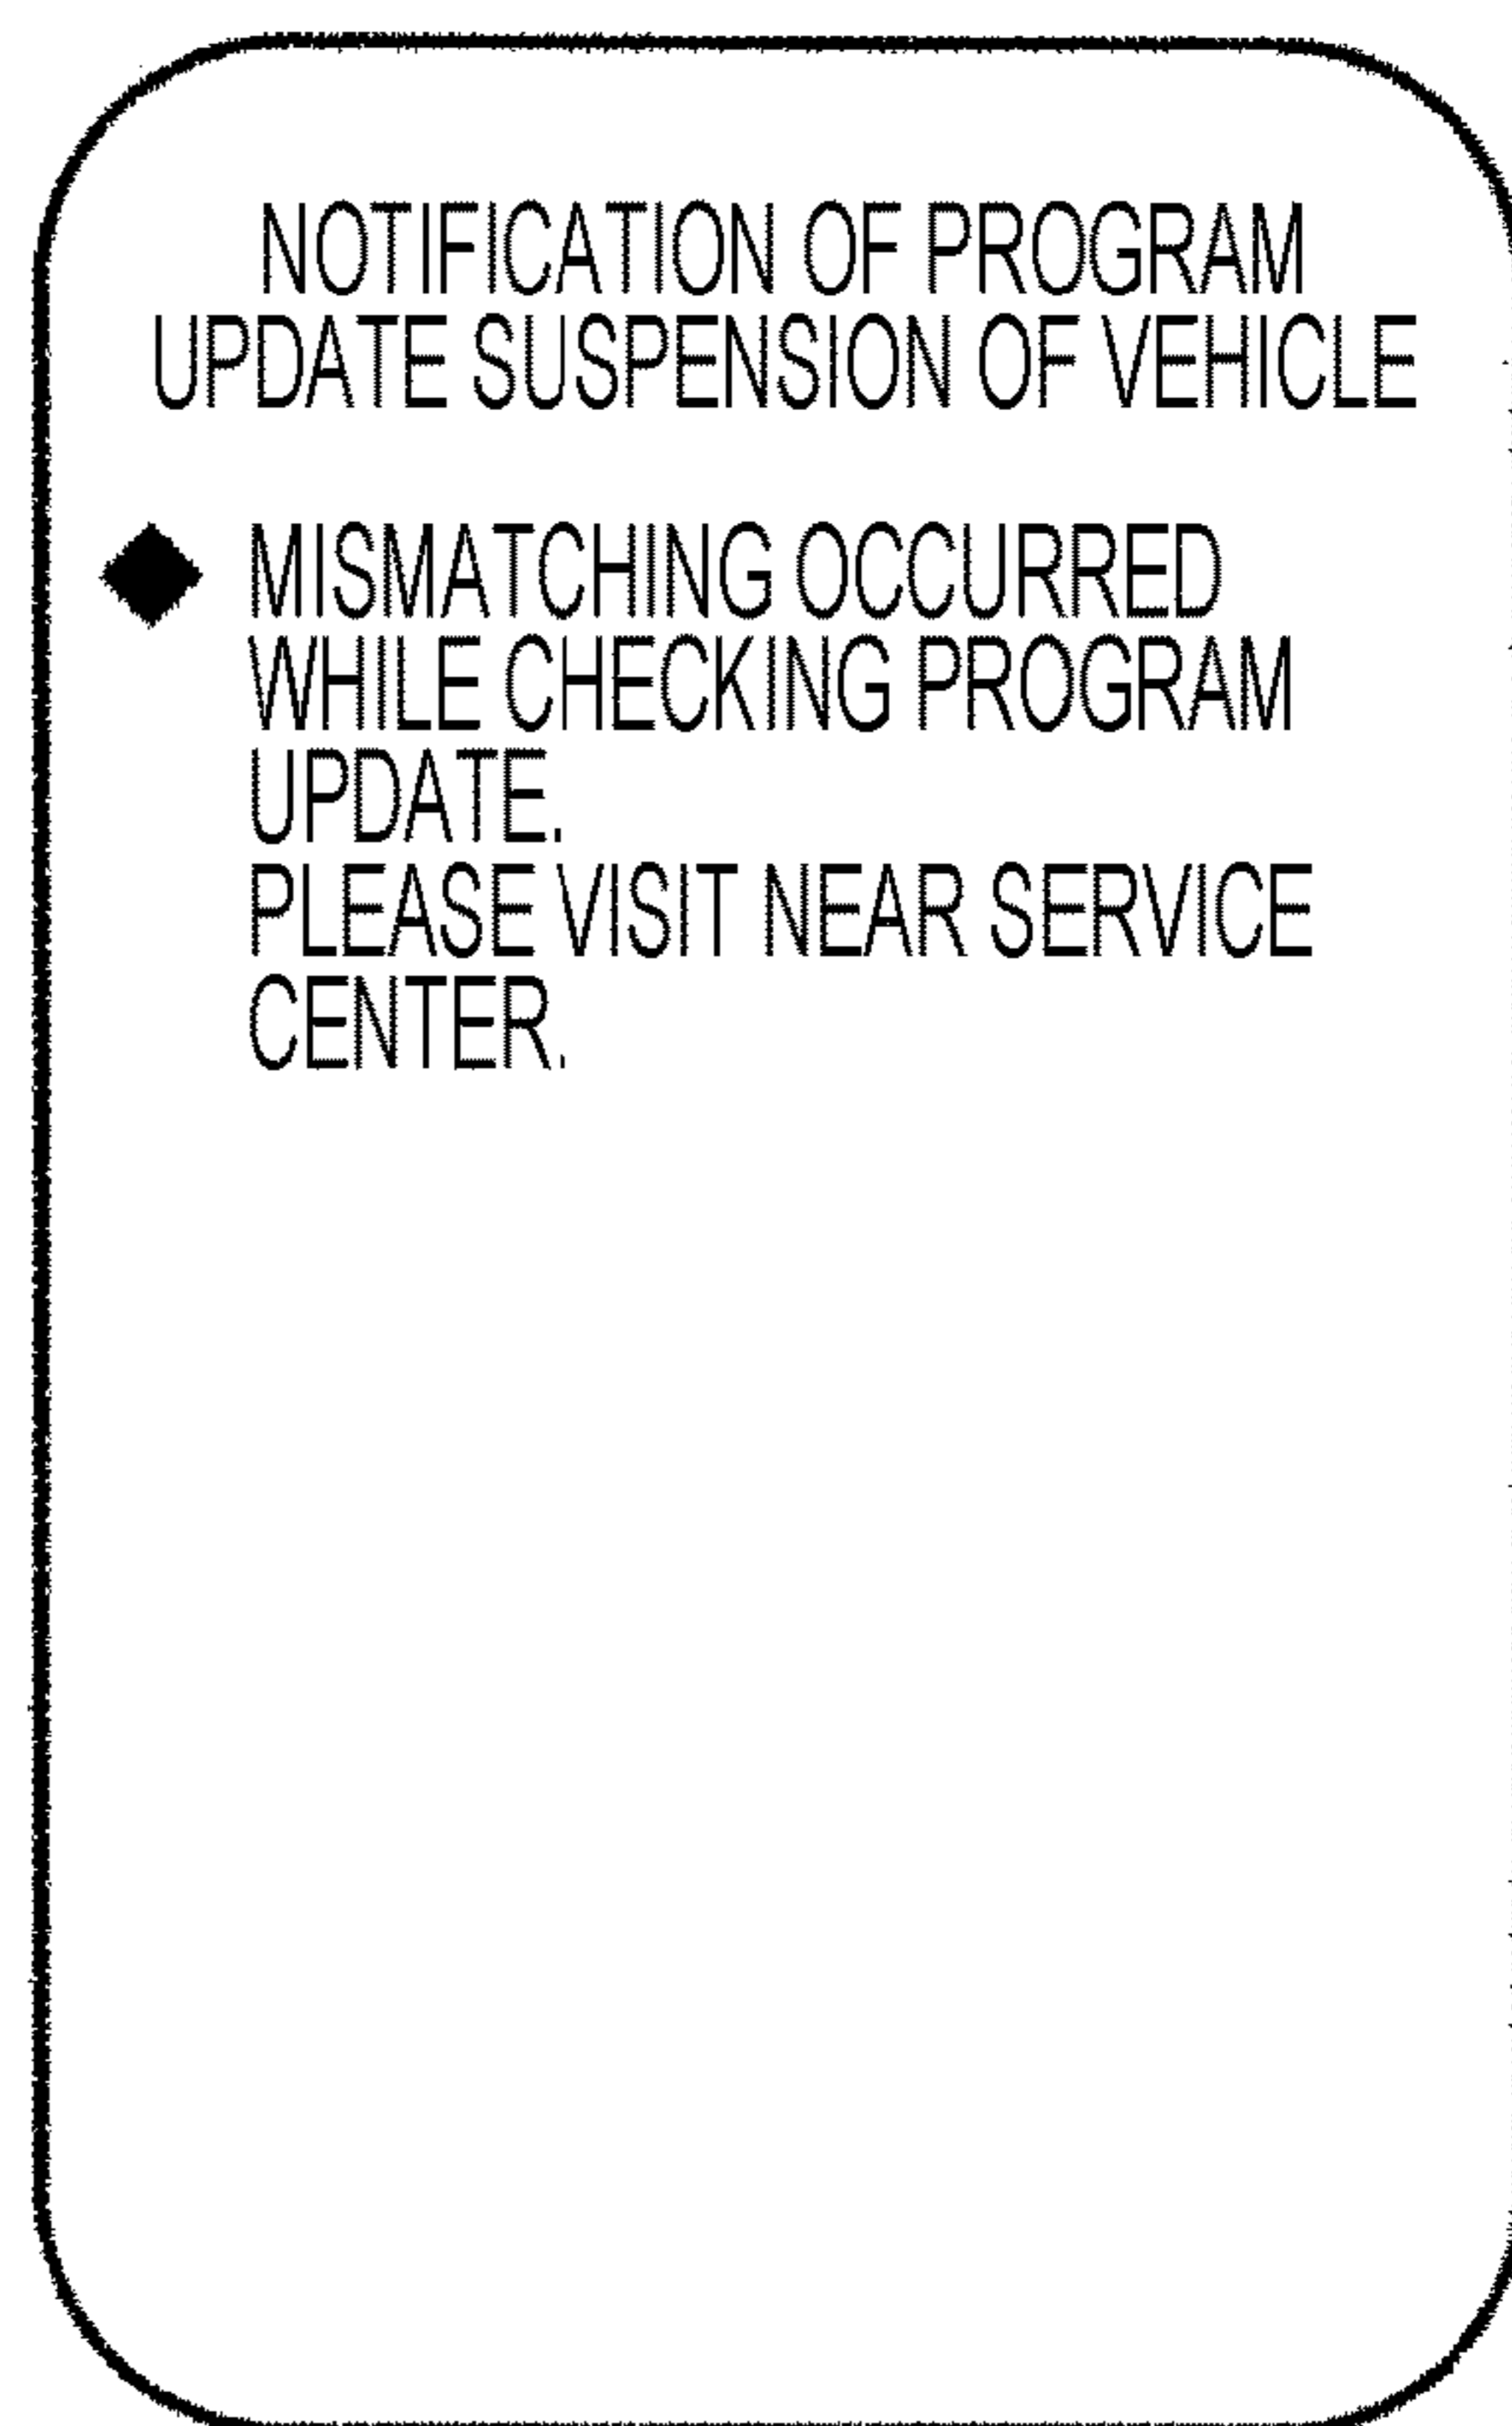 NOTIFICATION OF PROGRAM
UPDATE SUSPENSION OF VEHICLE
◆ MISMATCHING OCCURRED
WHILE CHECKING PROGRAM
UPDATE.
PLEASE VISIT NEAR SERVICE
CENTER.